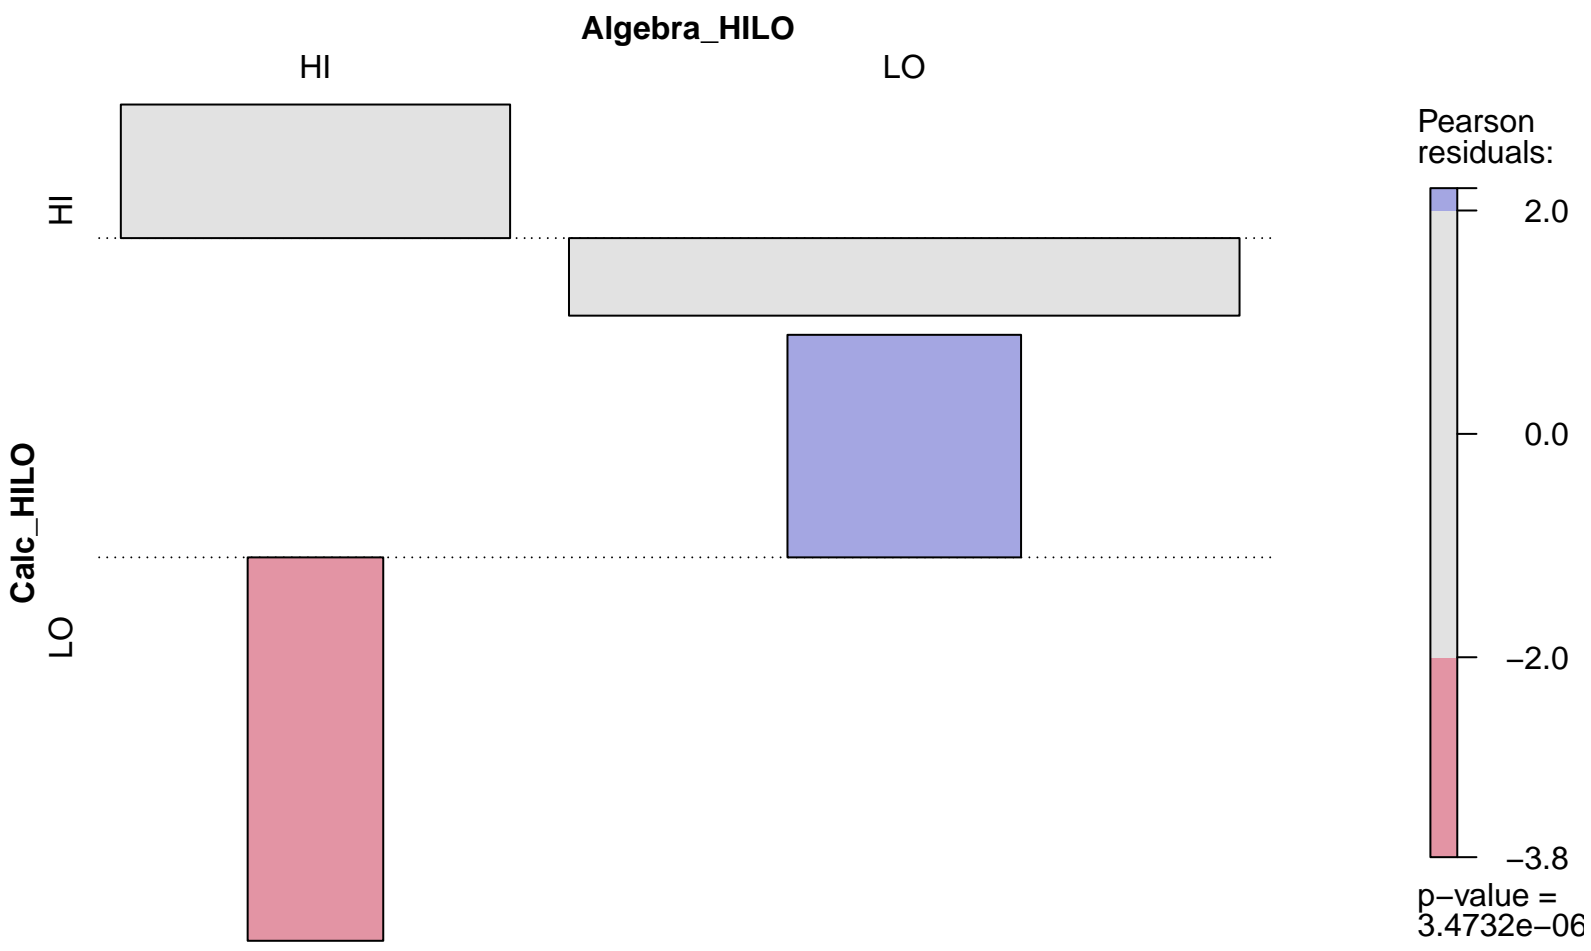 Algebra_HILO
HI
LO
Calc_HILO
HI
LO
Pearson
residuals:
2.0
0.0
−2.0
−3.8
p−value =
3.4732e−06